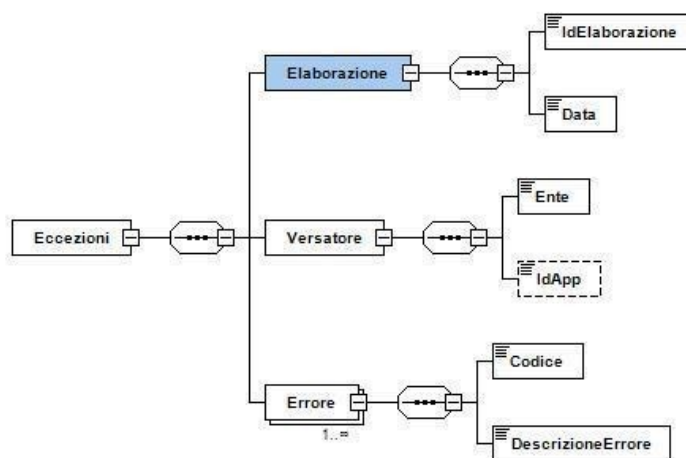 IdElaborazione
Elaborazione
Data
Ente
Eccezioni
Versatore
IdApp
Codice
Errore
1..∞
DescrizioneErrore